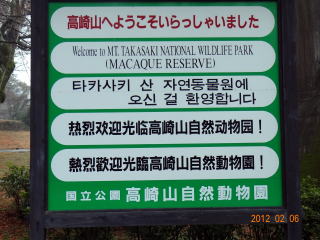 高崎山へようこそいらっしゃいました
Welcome to MT. TAKASAKI NATIONAL WILDLIFE PARK
(MACAQUE RESERVE)
타카사키 산 자연동물원에
오신 걸 환영합니다
热烈欢迎光临高崎山自然动物园！
熱烈歡迎光臨高崎山自然動物園！
国立公園 高崎山自然動物園
2012 02 06